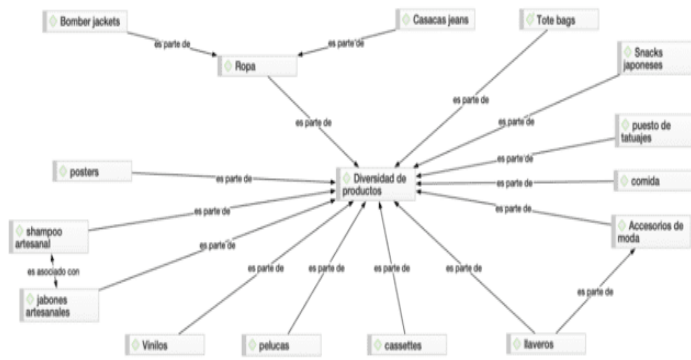 Bomber jackets
Casacas jeans
Tote bags
es parte de
es parte de
Snacks
japoneses
Ropa
es parte de
es parte de
es parte de
puesto de
tatuajes
es parte de
posters
es parte de
Diversidad de
productos
es parte de
comida
es parte de
Accesorios de
moda
shampoo
artesanal
es parte de
es parte de
es asociado con
es parte de
es parte de
es parte de
es parte de
es parte de
jabones
artesanales
Vinilos
pelucas
cassettes
llaveros